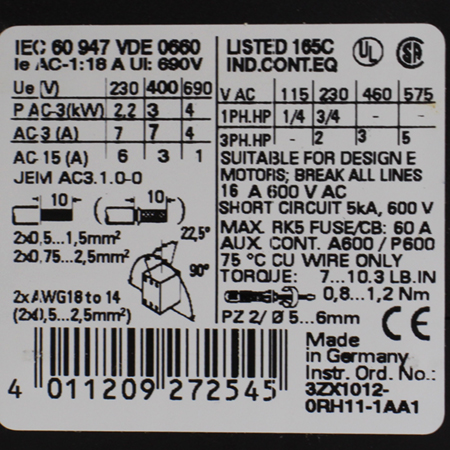 IEC 60 947 VDE 0660
Ie AC-1:18 A UI: 690V
Ue (V) 230 400 690
P AC-3(kW) 2,2 3 4
AC-3 (A) 7 7 4
AC-15 (A) 6 3 1
JEM AC3.1.0-0
10 ( 10 )
2x0,5...1,5mm²
2x0,75...2,5mm²
22,5°
90°
2x AWG18 to 14
(2x0,5...2,5mm²)
LISTED 165C
IND.CONT.EQ
UL SA
V AC 115 230 460 575
1PH.HP 1/4 3/4 - -
3PH.HP - 2 3 5
SUITABLE FOR DESIGN E
MOTORS; BREAK ALL LINES
16 A 600 V AC
SHORT CIRCUIT 5kA, 600 V
MAX. RK5 FUSE/CB: 60 A
AUX. CONT. A600 / P600
75 °C CU WIRE ONLY
TORQUE: 7...10.3 LB.IN
0,8...1,2 Nm
PZ 2/ Ø 5...6mm
CE
Made
in Germany
Instr. Ord. No.:
3ZX1012-
0RH11-1AA1
4 011209 272545